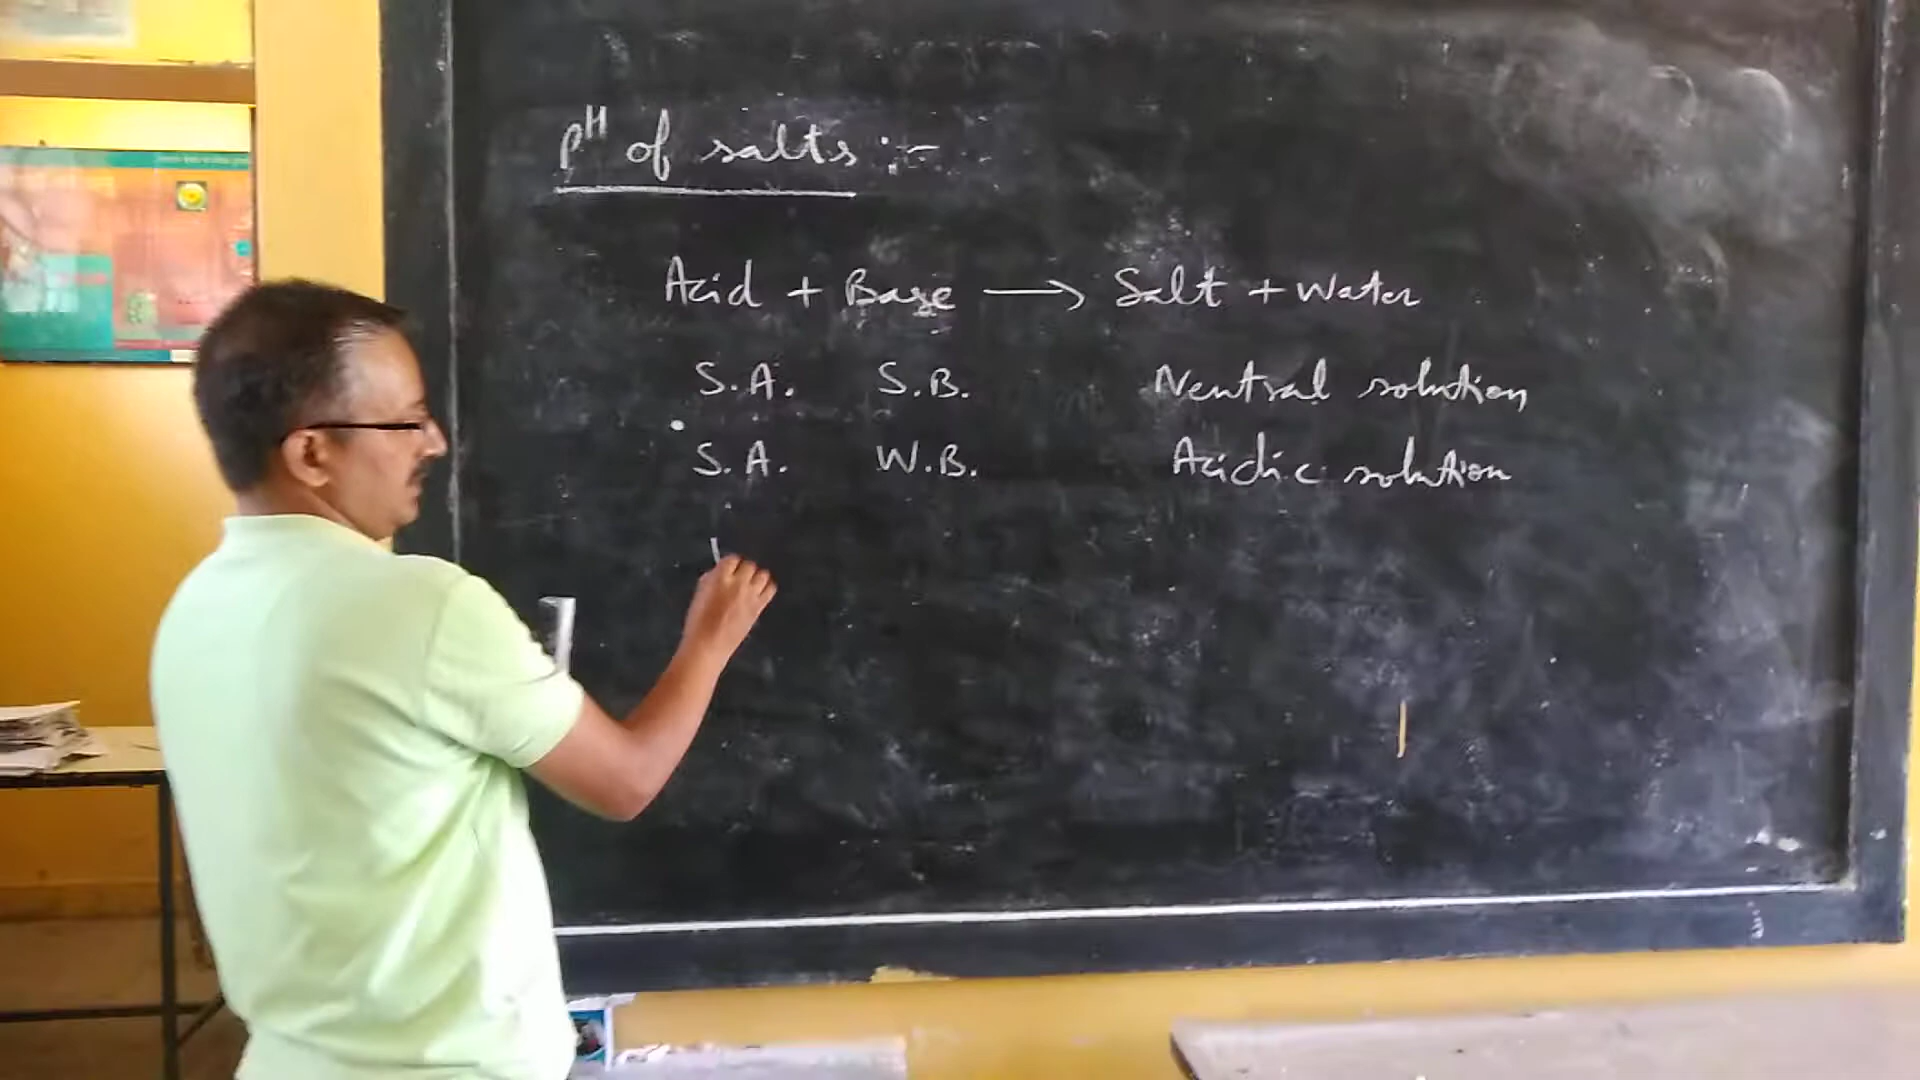 pH of salts :-
Acid + Base → Salt + Water
S.A. S.B. Neutral solution
S.A. W.B. Acidic solution